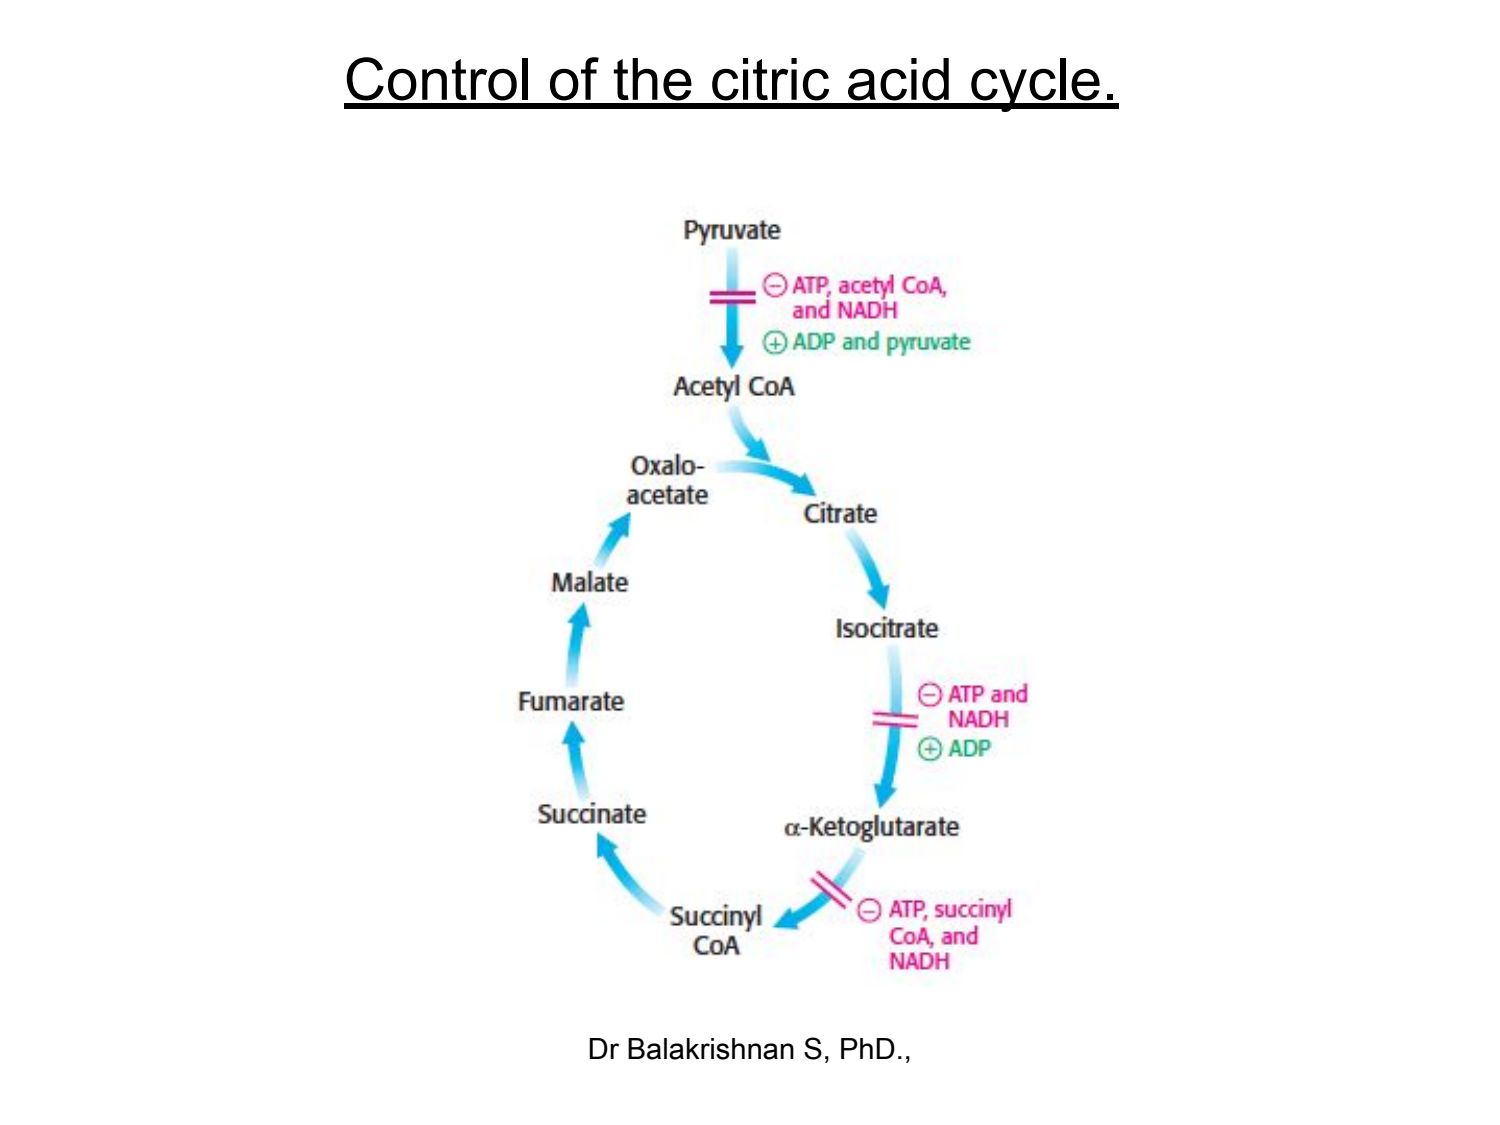 Control of the citric acid cycle.
Pyruvate
⊖ ATP, acetyl CoA,
and NADH
⊕ ADP and pyruvate
Acetyl CoA
Oxalo-
acetate
Citrate
Malate
Isocitrate
⊖ ATP and
NADH
⊕ ADP
Fumarate
Succinate
α-Ketoglutarate
Succinyl
CoA
⊖ ATP, succinyl
CoA, and
NADH
Dr Balakrishnan S, PhD.,